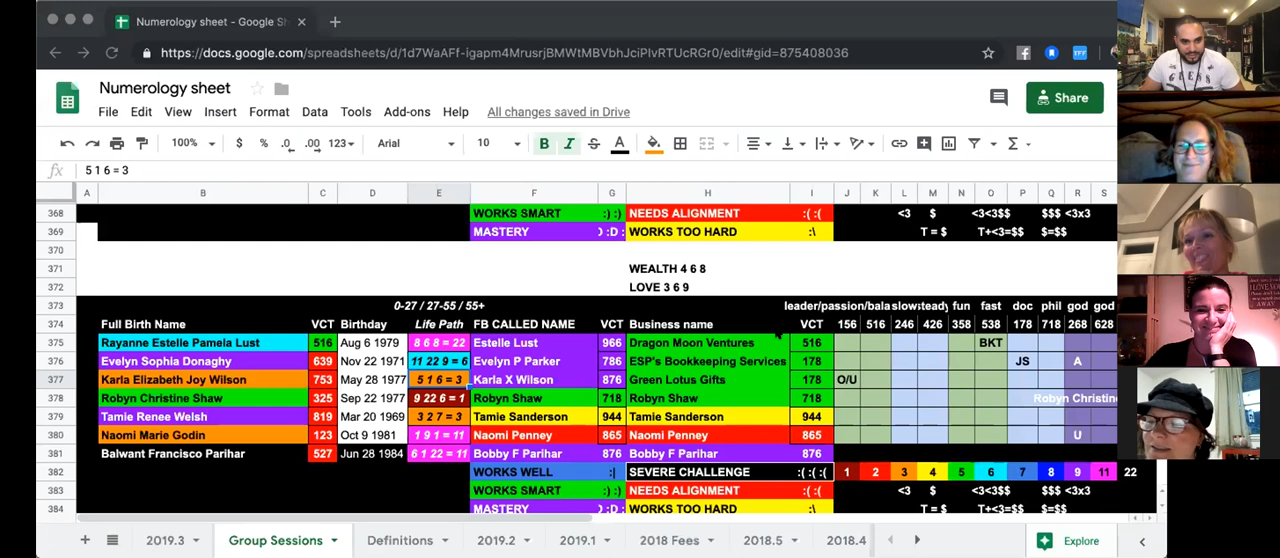 Numerology sheet - Google Sh
https://docs.google.com/spreadsheets/d/1d7WaAFf-igapm4MrusrjBMWtMBVbhJciPlvRTUcRGr0/edit#gid=875408036
Numerology sheet
File Edit View Insert Format Data Tools Add-ons Help All changes saved in Drive
Share
100% $ % .0 .00 123 Arial 10 B I S A
fx 5 1 6 = 3
A B C D E F G H I J K L M N O P Q R S
368 WORKS SMART :) :) NEEDS ALIGNMENT :( :( <3 $ <3<3$$ $$$ <3x3
369 MASTERY :D : WORKS TOO HARD :\ T = $ T+<3=$$ $=$$
370
371 WEALTH 4 6 8
372 LOVE 3 6 9
373 0-27 / 27-55 / 55+ leader/passion/bala slow steady fun fast doc phil god god
374 Full Birth Name VCT Birthday Life Path FB CALLED NAME VCT Business name VCT 156 516 246 426 358 538 178 718 268 628
375 Rayanne Estelle Pamela Lust 516 Aug 6 1979 8 6 8 = 22 Estelle Lust 966 Dragon Moon Ventures 516 BKT
376 Evelyn Sophia Donaghy 639 Nov 22 1971 11 22 9 = 6 Evelyn P Parker 786 ESP's Bookkeeping Services 178 JS A
377 Karla Elizabeth Joy Wilson 753 May 28 1977 5 1 6 = 3 Karla X Wilson 876 Green Lotus Gifts 178 O/U
378 Robyn Christine Shaw 325 Sep 22 1977 9 22 6 = 1 Robyn Shaw 718 Robyn Shaw 718 Robyn Christine
379 Tamie Renee Welsh 819 Mar 20 1969 3 2 7 = 3 Tamie Sanderson 944 Tamie Sanderson 944
380 Naomi Marie Godin 123 Oct 9 1981 1 9 1 = 11 Naomi Penney 865 Naomi Penney 865 U
381 Balwant Francisco Parihar 527 Jun 28 1984 6 1 22 = 11 Bobby F Parihar 876 Bobby F Parihar 876
382 WORKS WELL :| SEVERE CHALLENGE :( :( :( 1 2 3 4 5 6 7 8 9 11 22
383 WORKS SMART :) :) NEEDS ALIGNMENT :( :( <3 $ <3<3$$ $$$ <3x3
384 MASTERY :D : WORKS TOO HARD :\ T = $ T+<3=$$ $=$$
2019.3 Group Sessions Definitions 2019.2 2019.1 2018 Fees 2018.5 2018.4 Explore